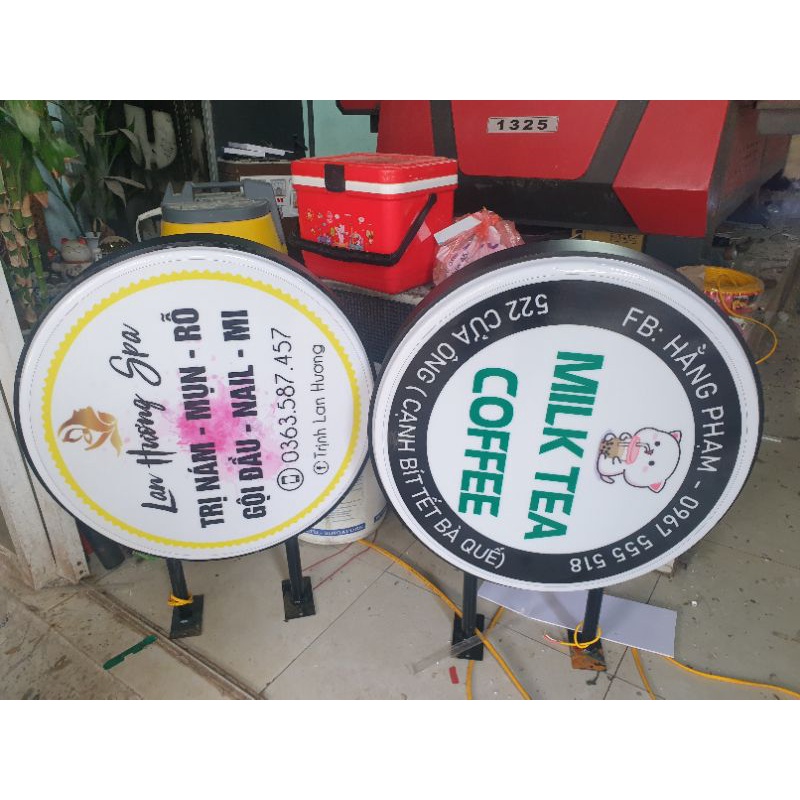 1325
Lan Hương Spa
TRỊ NÁM - MỤN - RỖ
GỘI ĐẦU - NAIL - MI
0363.587.457
Trịnh Lan Hương
FB: HẰNG PHẠM - 0967 555 518
MILK TEA
COFFEE
522 CỬA ÔNG ( CẠNH BÍT TẾT BÀ QUẾ)